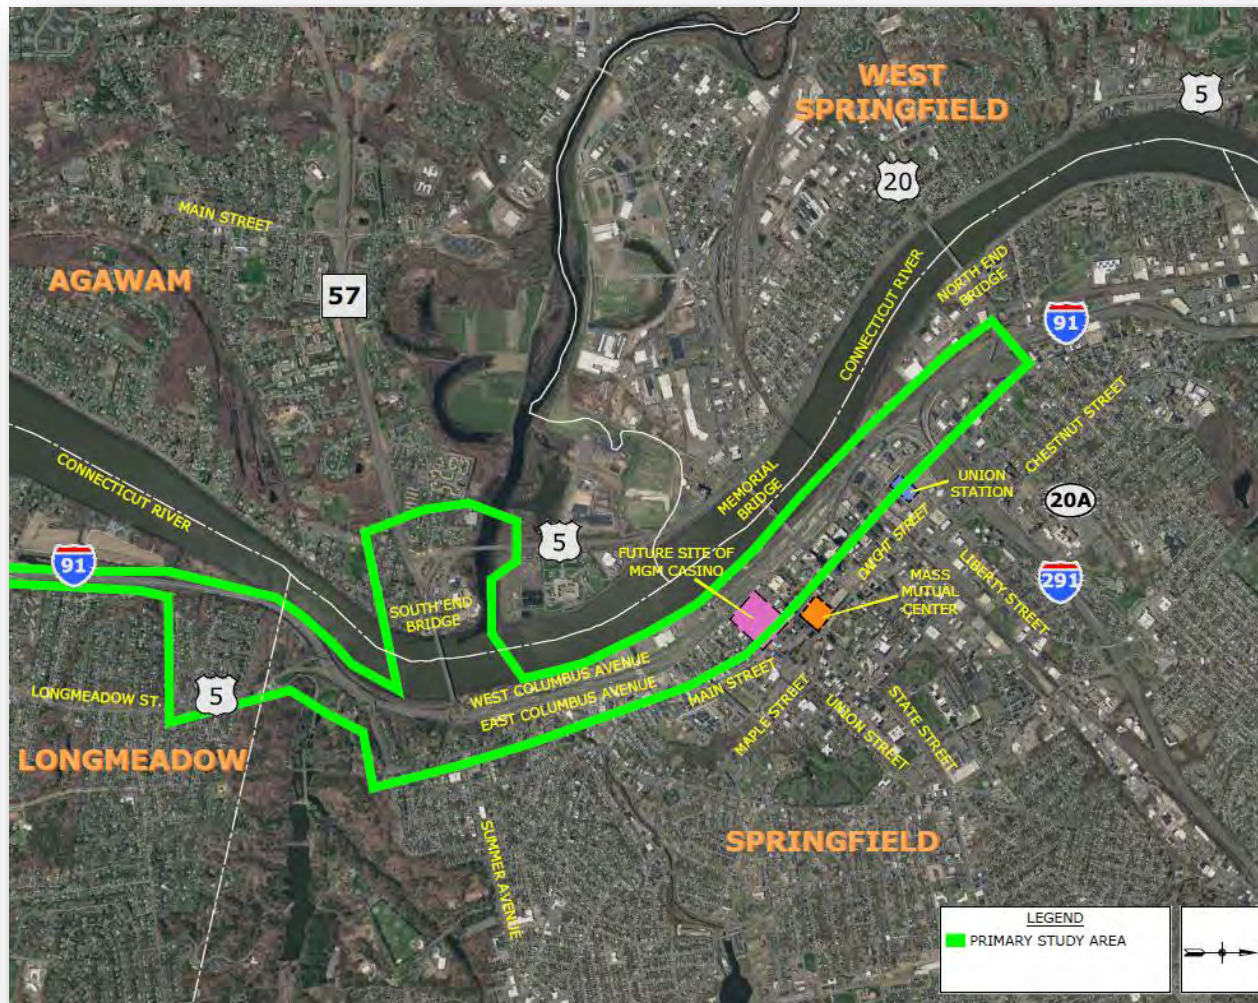 WEST
SPRINGFIELD
5
20
MAIN STREET
AGAWAM
57
NORTH END
BRIDGE
CONNECTICUT RIVER
91
CHESTNUT STREET
CONNECTICUT RIVER
MEMORIAL
BRIDGE
UNION
STATION
20A
5
FUTURE SITE OF
MGM CASINO
DWIGHT STREET
91
MASS
MUTUAL
CENTER
LIBERTY STREET
291
SOUTH END
BRIDGE
WEST COLUMBUS AVENUE
EAST COLUMBUS AVENUE
MAIN STREET
LONGMEADOW ST.
5
MAPLE STREET
UNION STREET
STATE STREET
LONGMEADOW
SUMMER AVENUE
SPRINGFIELD
LEGEND
PRIMARY STUDY AREA